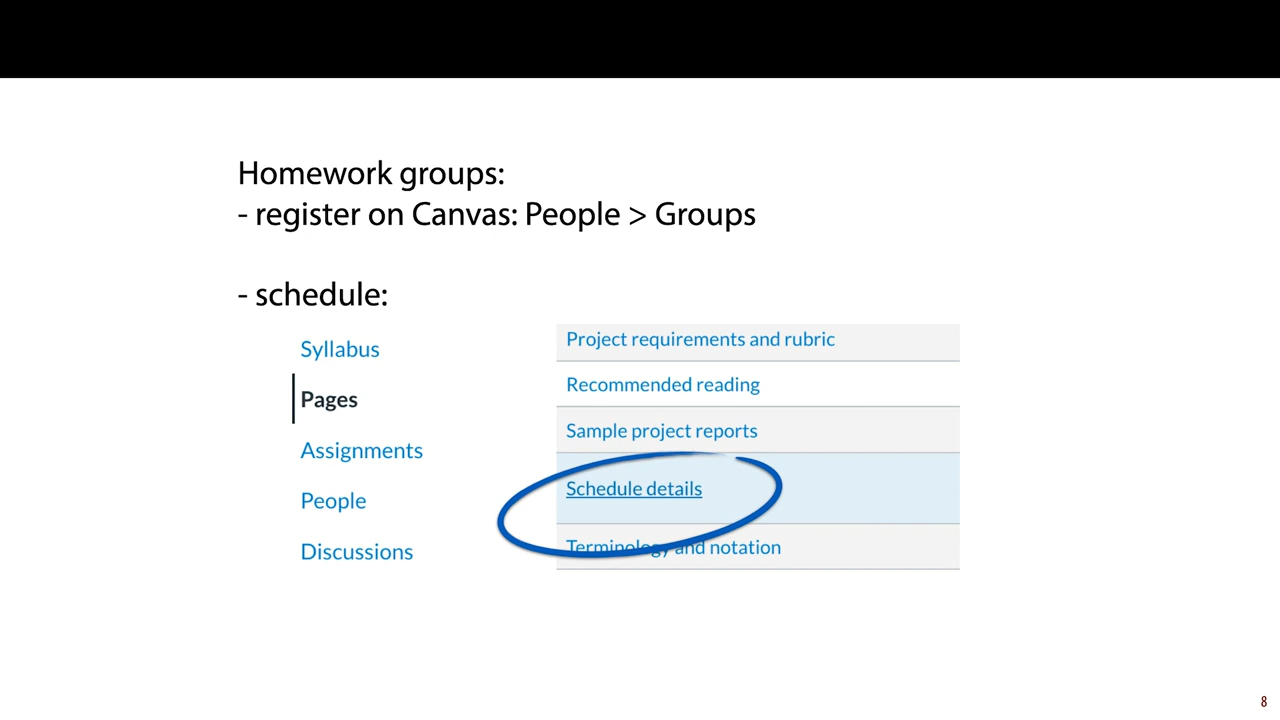 Homework groups:
- register on Canvas: People > Groups
- schedule:
Syllabus
Pages
Assignments
People
Discussions
Project requirements and rubric
Recommended reading
Sample project reports
Schedule details
Terminology and notation
8